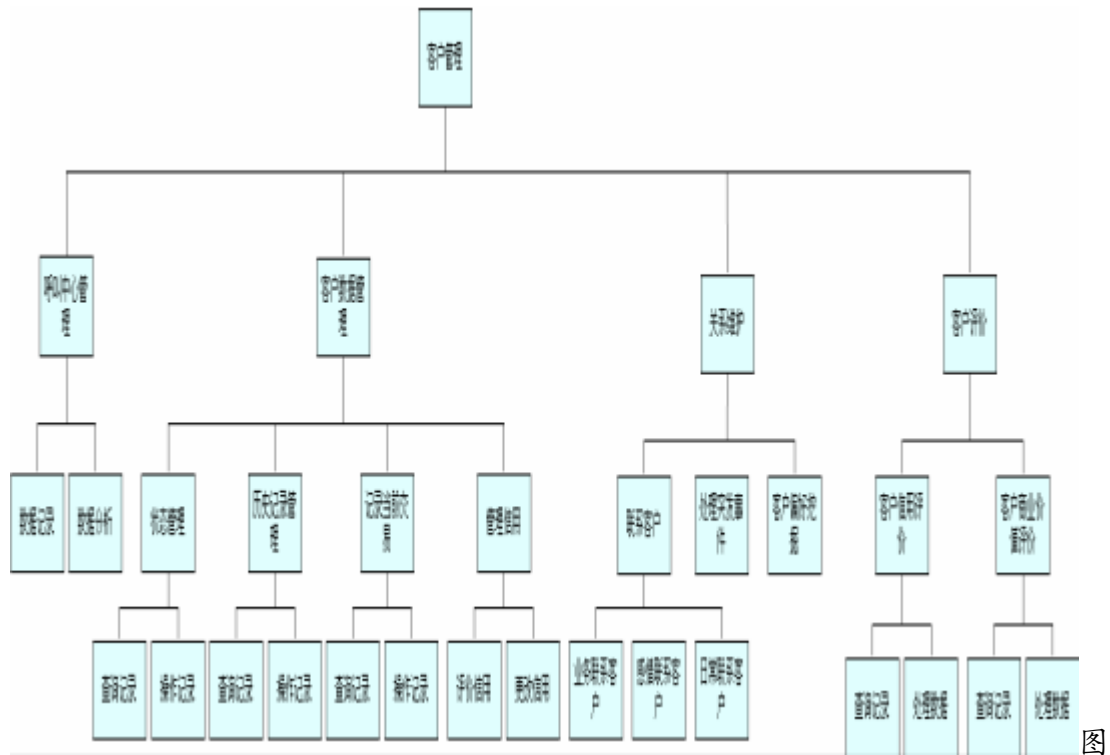 客户管理
呼叫中心管
理
客户数据管
理
关系维护
客户评价
数据记录
数据分析
状态管理
历史记录管
理
记录当前交
易
管理信用
联系客户
处理突发事
件
客户偏好挖
掘
客户信用评
价
客户商业价
值评价
查询记录
操作记录
查询记录
操作记录
查询记录
操作记录
评价信用
更改信用
业务联系客
户
感情联系客
户
日常联系客
户
查询记录
处理数据
查询记录
处理数据
图